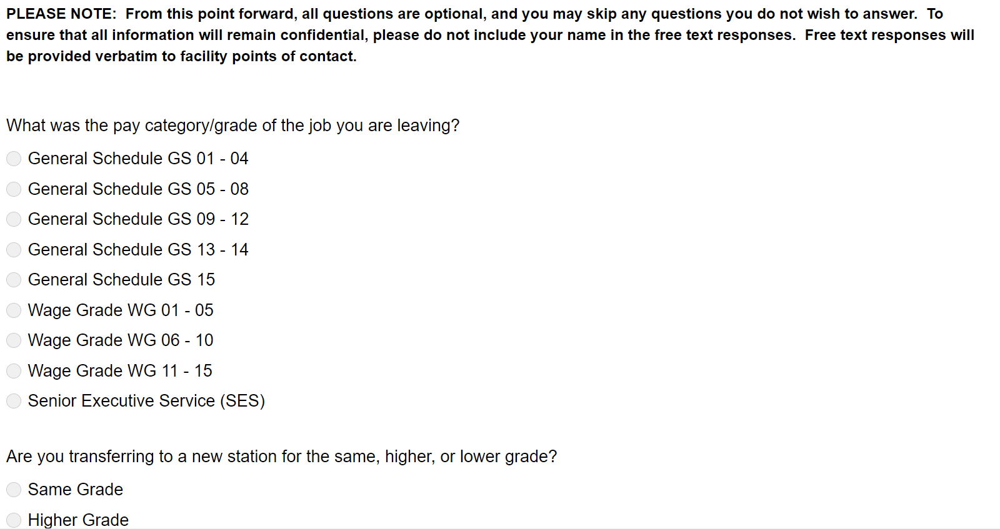 PLEASE NOTE:  From this point forward, all questions are optional, and you may skip any questions you do not wish to answer.  To
ensure that all information will remain confidential, please do not include your name in the free text responses.  Free text responses will
be provided verbatim to facility points of contact.
What was the pay category/grade of the job you are leaving?
General Schedule GS 01 - 04
General Schedule GS 05 - 08
General Schedule GS 09 - 12
General Schedule GS 13 - 14
General Schedule GS 15
Wage Grade WG 01 - 05
Wage Grade WG 06 - 10
Wage Grade WG 11 - 15
Senior Executive Service (SES)
Are you transferring to a new station for the same, higher, or lower grade?
Same Grade
Higher Grade